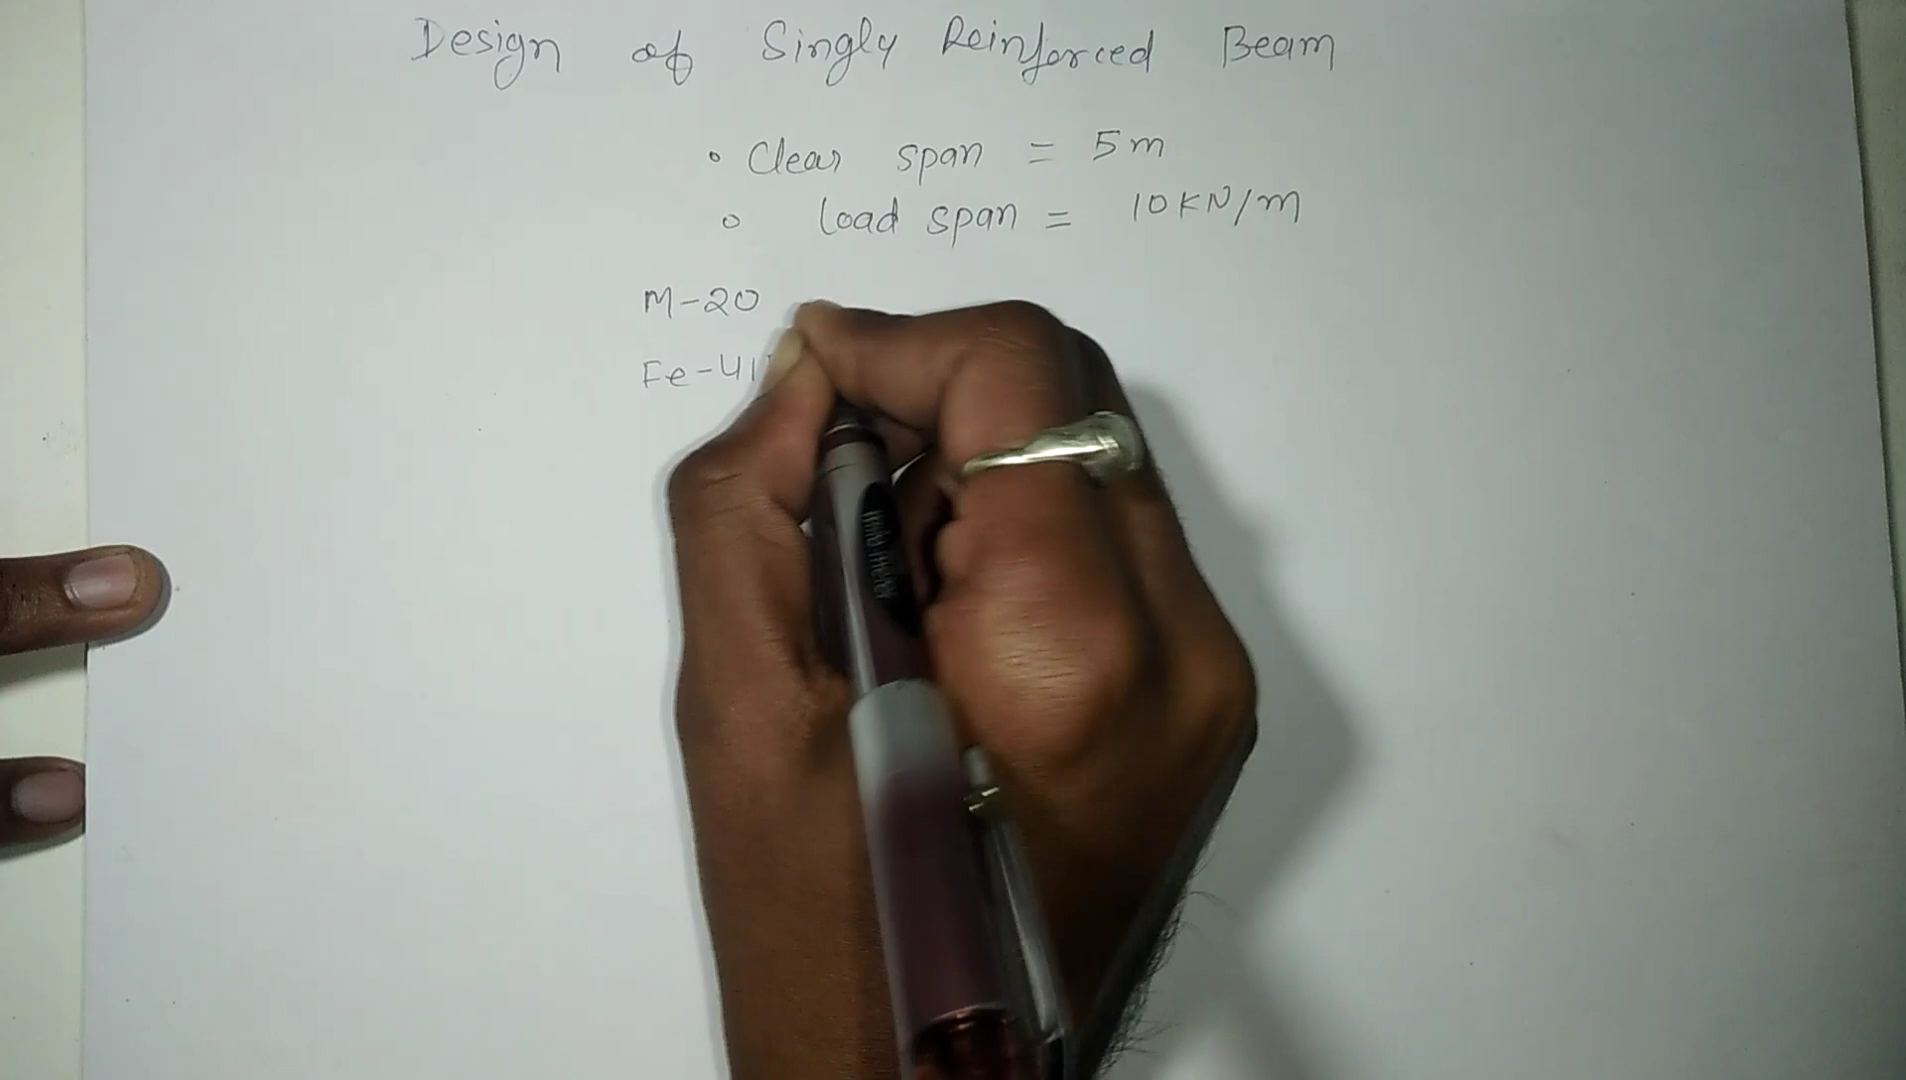 Design of Singly Reinforced Beam
• Clear span = 5m
• Load span = 10KN/m
M-20
Fe-41